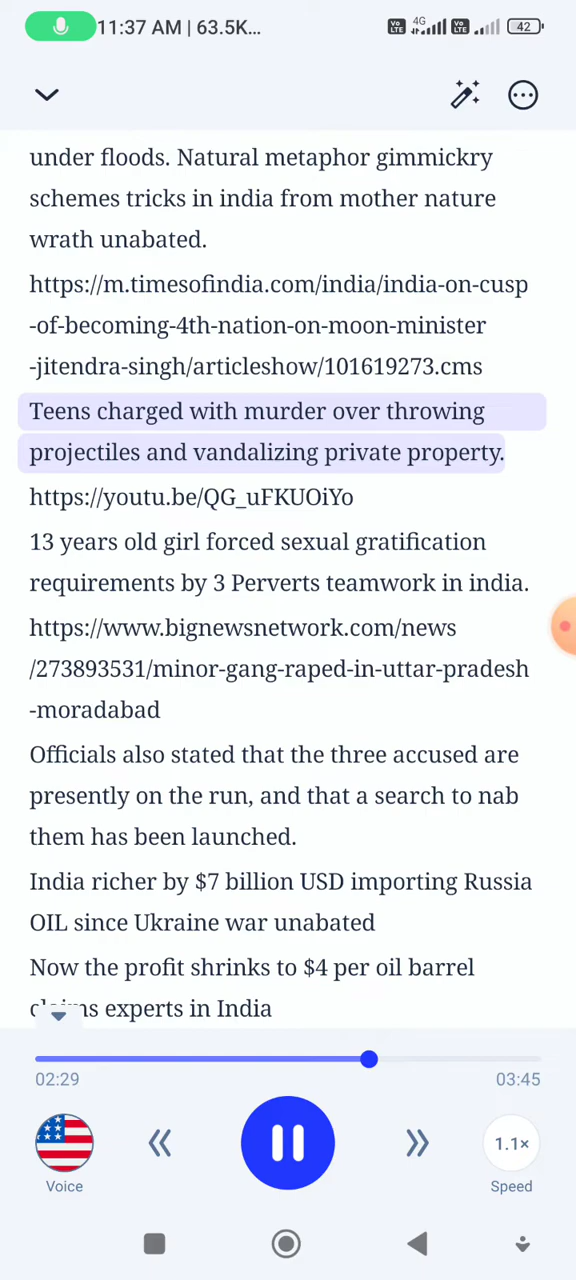 11:37 AM | 63.5K...
Vo LTE 4G Vo LTE 42
under floods. Natural metaphor gimmickry
schemes tricks in india from mother nature
wrath unabated.
https://m.timesofindia.com/india/india-on-cusp
-of-becoming-4th-nation-on-moon-minister
-jitendra-singh/articleshow/101619273.cms
Teens charged with murder over throwing
projectiles and vandalizing private property.
https://youtu.be/QG_uFKUOiYo
13 years old girl forced sexual gratification
requirements by 3 Perverts teamwork in india.
https://www.bignewsnetwork.com/news
/273893531/minor-gang-raped-in-uttar-pradesh
-moradabad
Officials also stated that the three accused are
presently on the run, and that a search to nab
them has been launched.
India richer by $7 billion USD importing Russia
OIL since Ukraine war unabated
Now the profit shrinks to $4 per oil barrel
claims experts in India
02:29 03:45
1.1×
Voice Speed